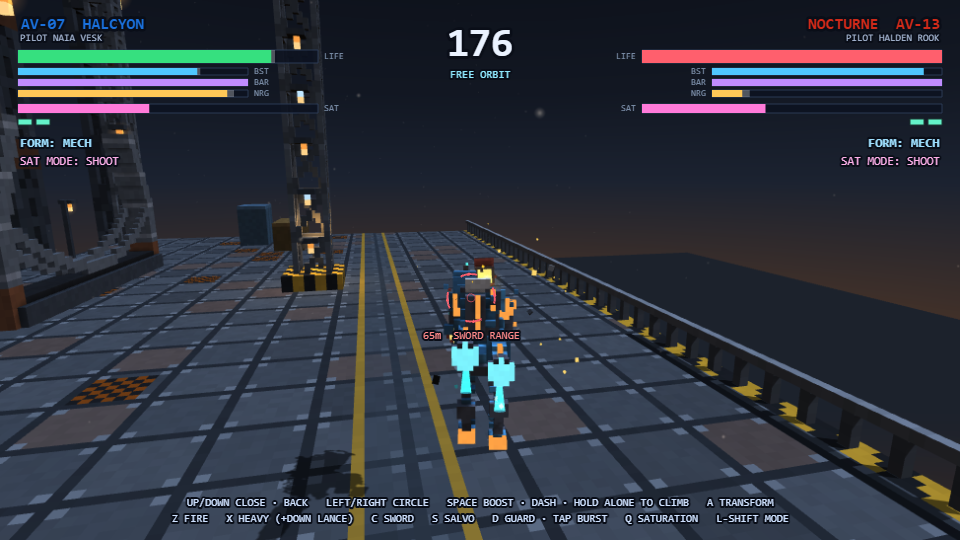 AV-07 HALCYON
PILOT NAIA VESK
LIFE
BST
BAR
NRG
SAT
FORM: MECH
SAT MODE: SHOOT
176
FREE ORBIT
NOCTURNE AV-13
PILOT HALDEN ROOK
LIFE
BST
BAR
NRG
SAT
FORM: MECH
SAT MODE: SHOOT
65m SWORD RANGE
UP/DOWN CLOSE • BACK LEFT/RIGHT CIRCLE SPACE BOOST • DASH • HOLD ALONE TO CLIMB A TRANSFORM
Z FIRE X HEAVY (+DOWN LANCE) C SWORD S SALVO D GUARD • TAP BURST Q SATURATION L-SHIFT MODE